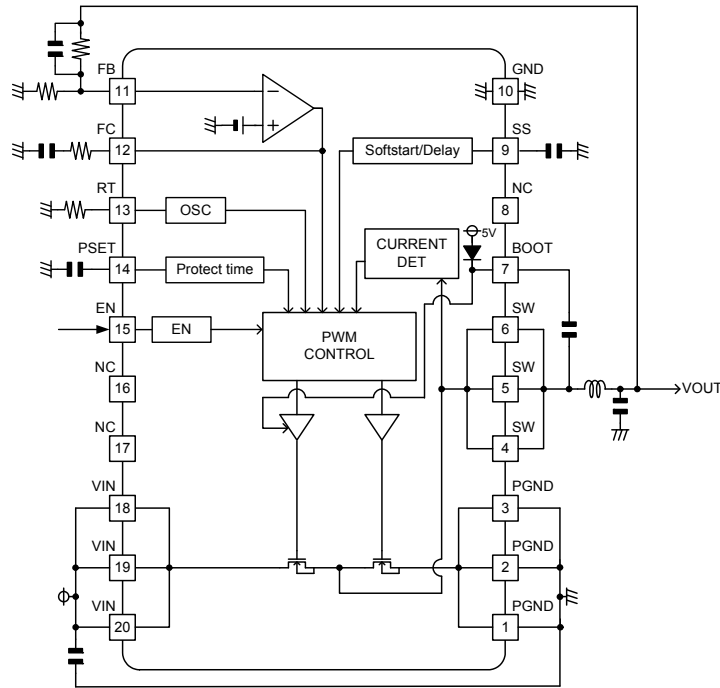 FB
11
FC
12
RT
13
PSET
14
EN
15
NC
16
NC
17
VIN
18
VIN
19
VIN
20
OSC
Protect time
EN
Softstart/Delay
CURRENT
DET
5V
PWM
CONTROL
− 
+
GND
10
SS
9
NC
8
BOOT
7
SW
6
SW
5
SW
4
PGND
3
PGND
2
PGND
1
VOUT